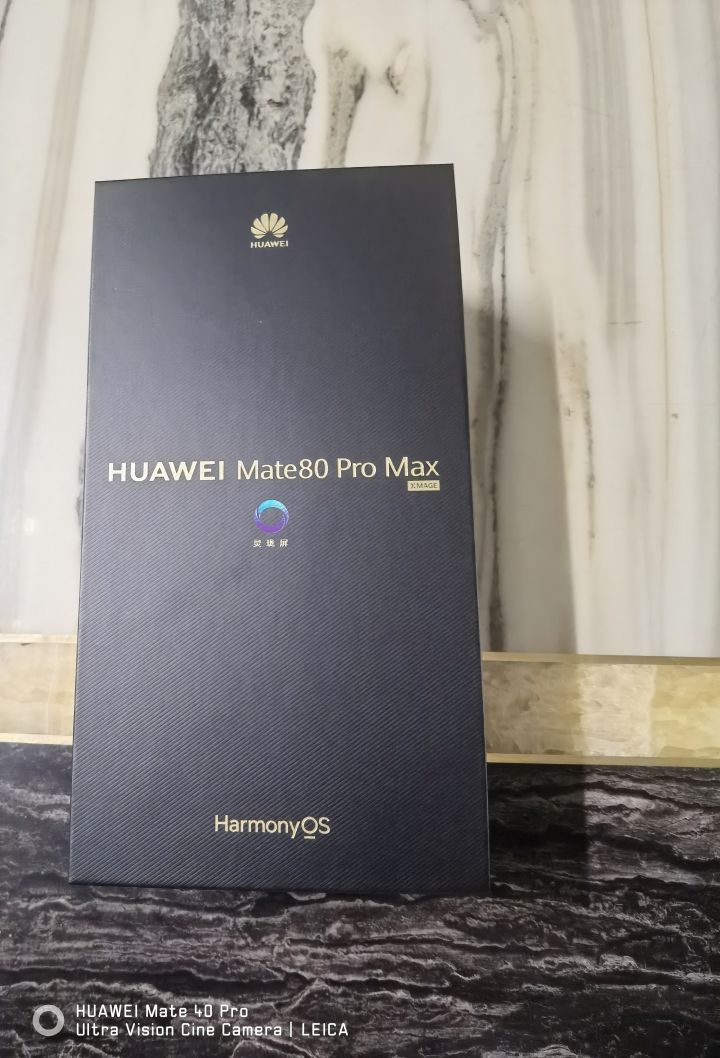 HUAWEI
HUAWEI Mate80 Pro Max
XMAGE
灵珑屏
HarmonyOS
HUAWEI Mate 40 Pro
Ultra Vision Cine Camera | LEICA